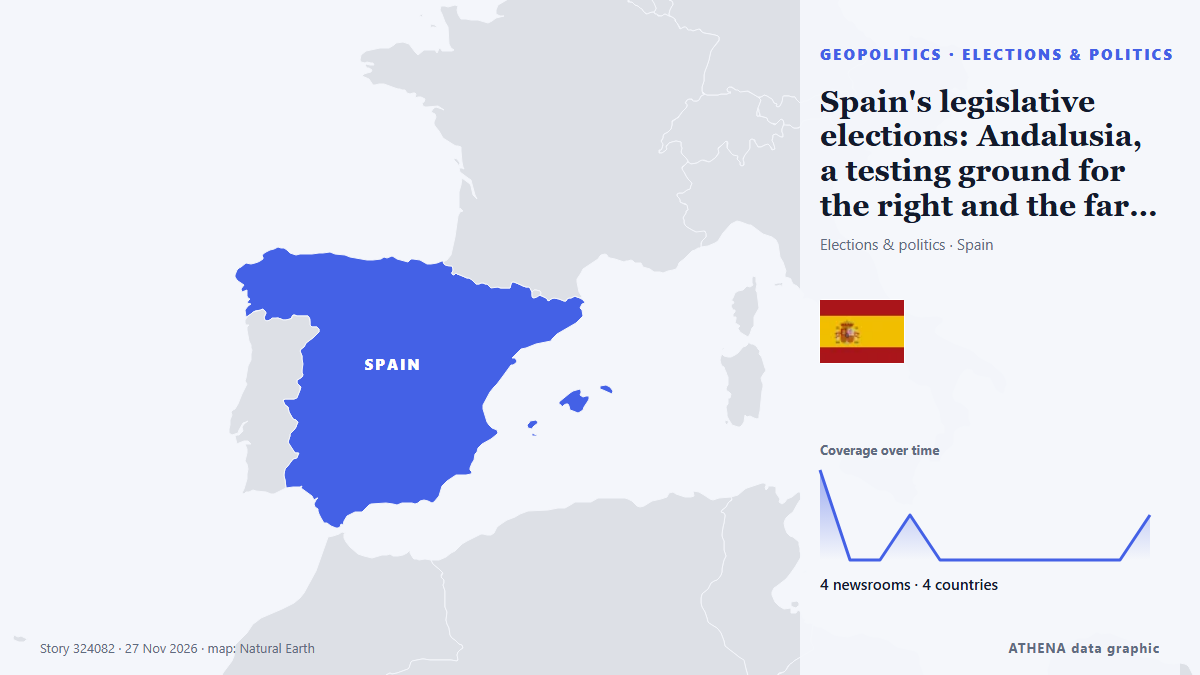 GEOPOLITICS · ELECTIONS & POLITICS
Spain's legislative
elections: Andalusia,
a testing ground for
the right and the far…
Elections & politics · Spain
SPAIN
Coverage over time
4 newsrooms · 4 countries
Story 324082 · 27 Nov 2026 · map: Natural Earth
ATHENA data graphic